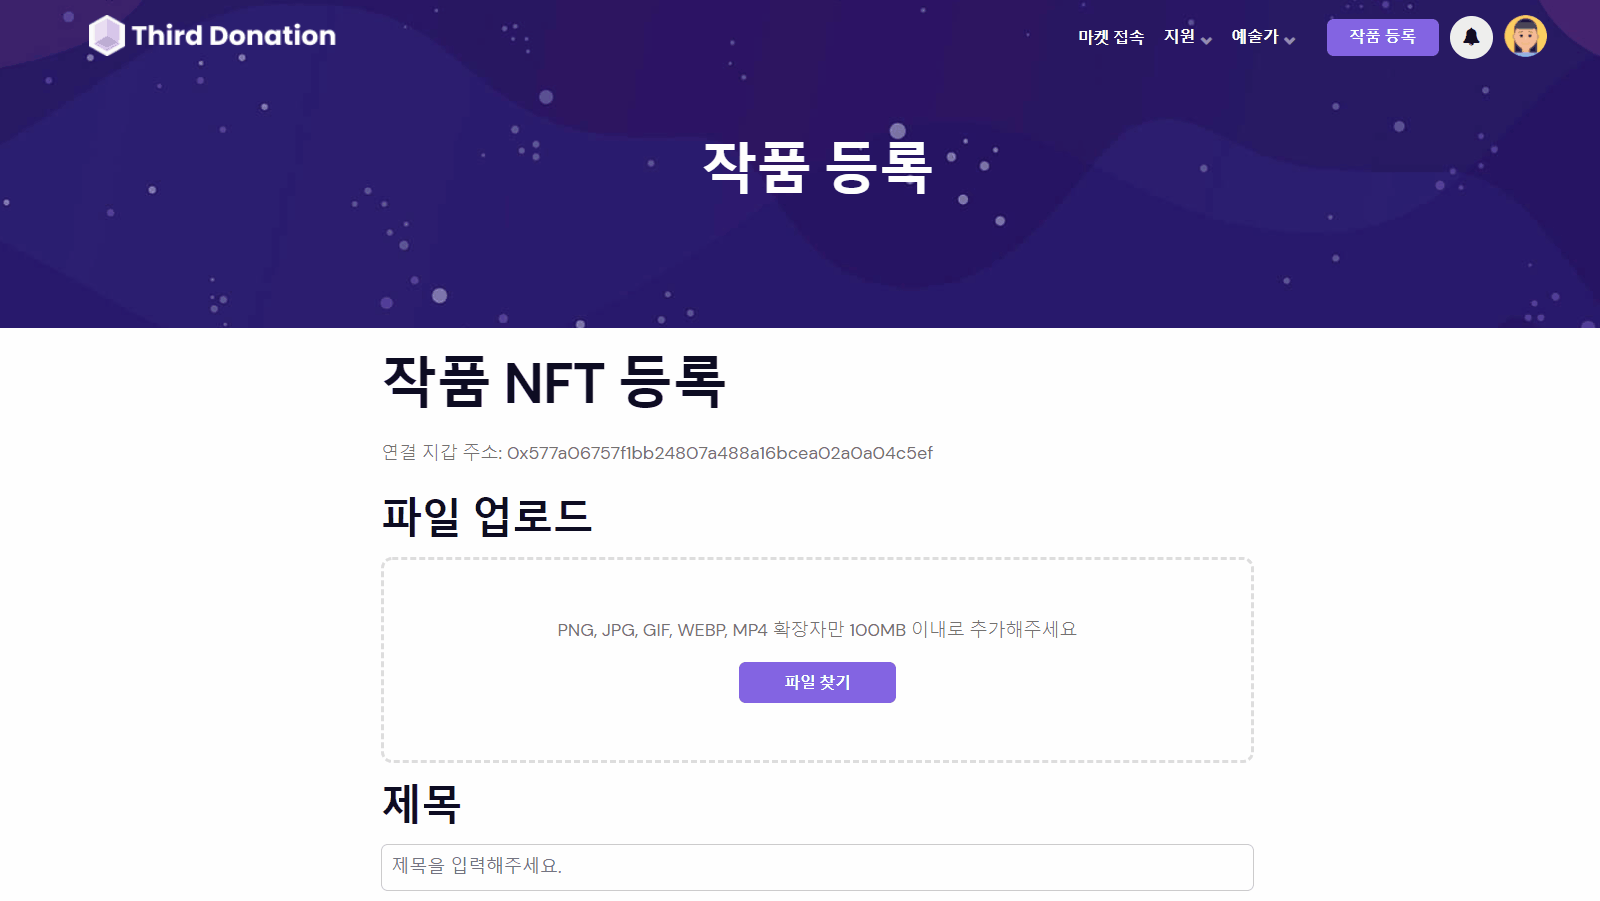 Third Donation
마켓 접속 지원 예술가 작품 등록
작품 등록
작품 NFT 등록
연결 지갑 주소: 0x577a06757f1bb24807a488a16bcea02a0a04c5ef
파일 업로드
PNG, JPG, GIF, WEBP, MP4 확장자만 100MB 이내로 추가해주세요
파일 찾기
제목
제목을 입력해주세요.